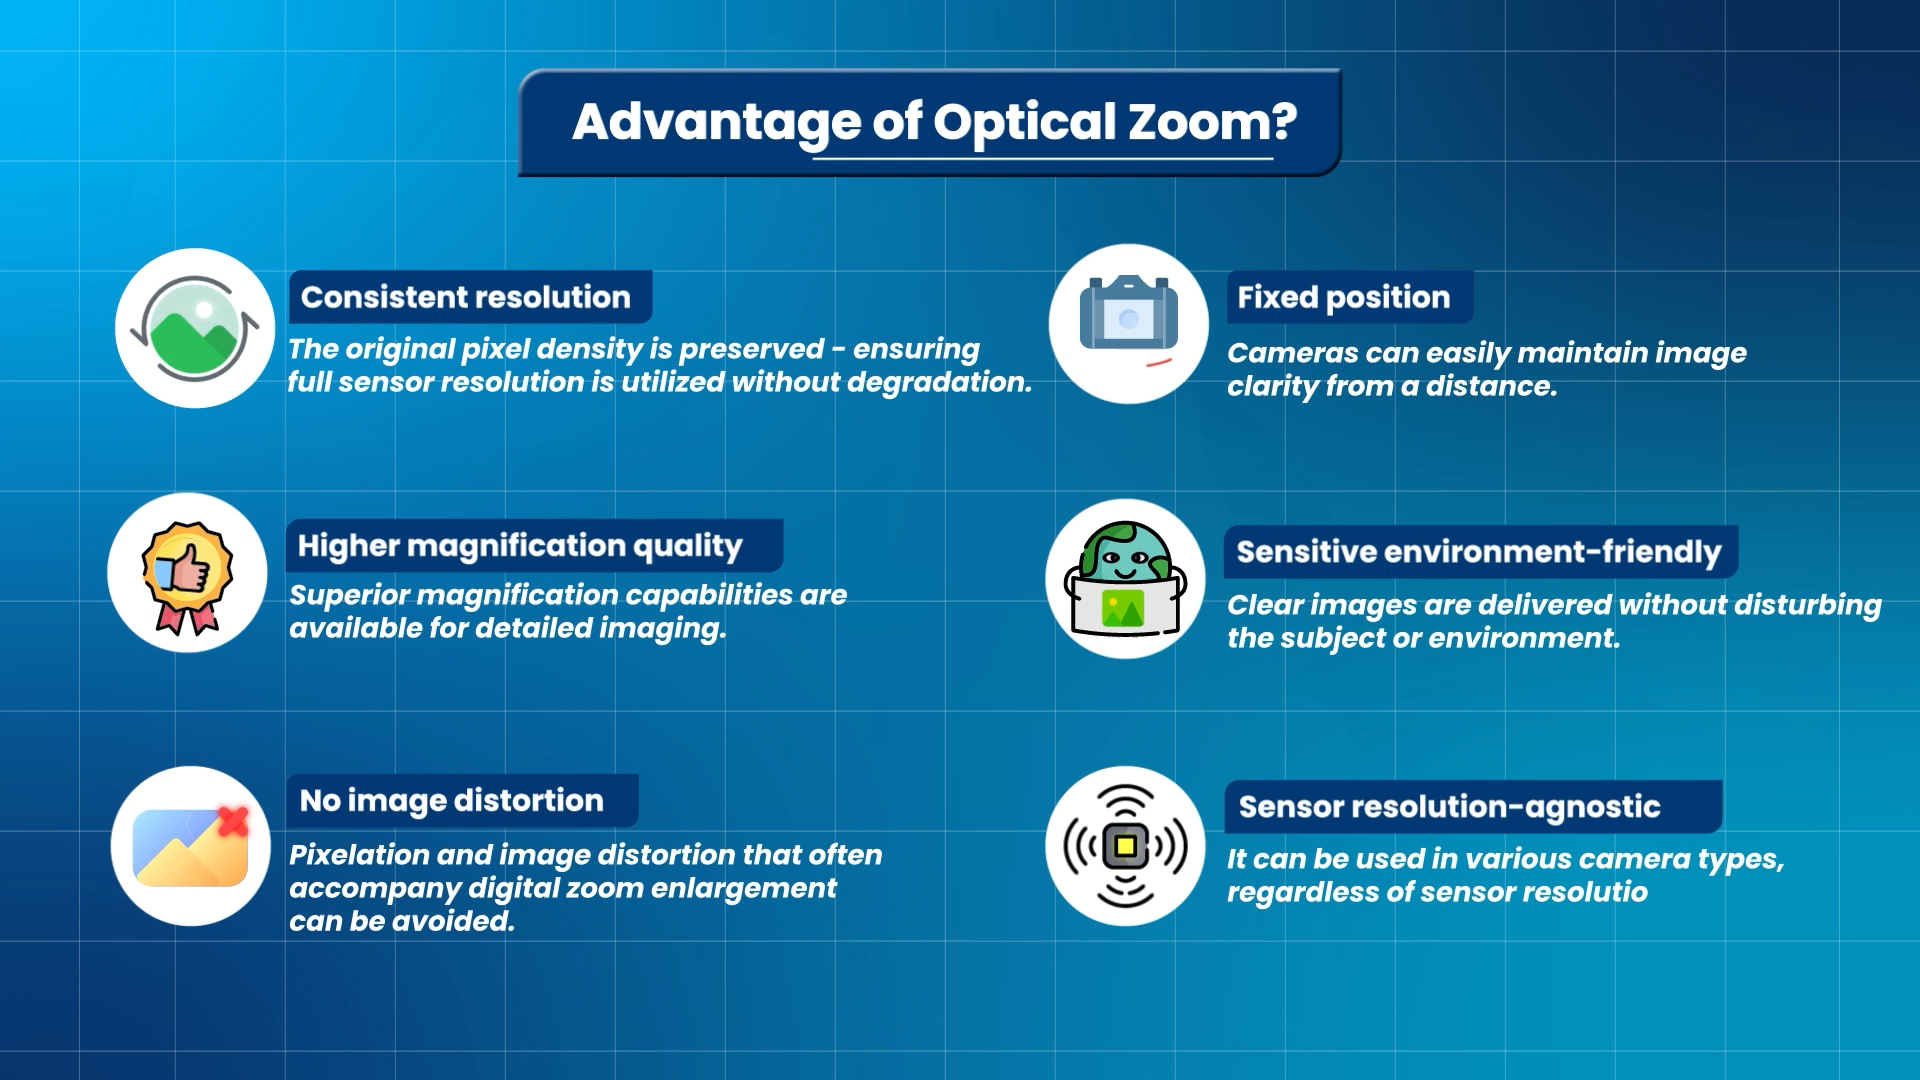 Advantage of Optical Zoom?
Consistent resolution
The original pixel density is preserved - ensuring
full sensor resolution is utilized without degradation.
Higher magnification quality
Superior magnification capabilities are
available for detailed imaging.
No image distortion
Pixelation and image distortion that often
accompany digital zoom enlargement
can be avoided.
Fixed position
Cameras can easily maintain image
clarity from a distance.
Sensitive environment-friendly
Clear images are delivered without disturbing
the subject or environment.
Sensor resolution-agnostic
It can be used in various camera types,
regardless of sensor resolutio